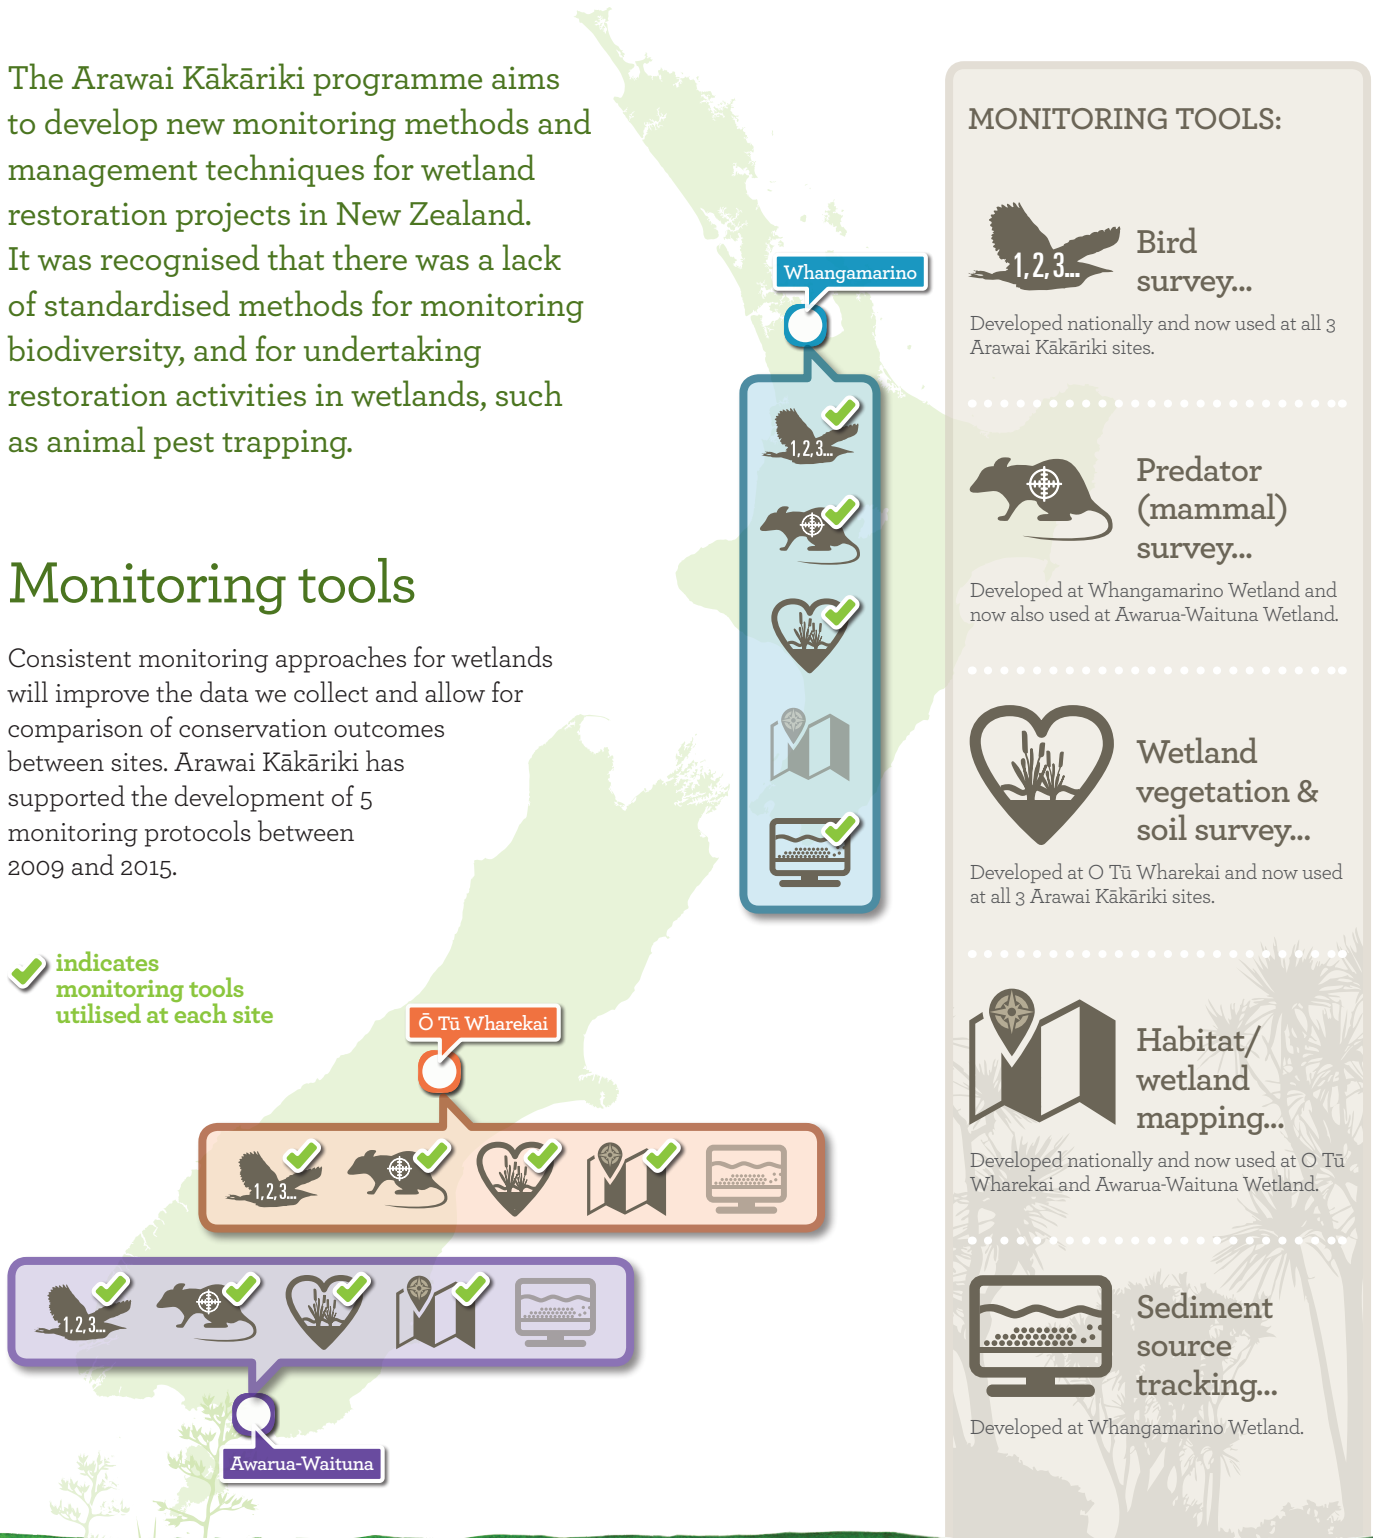 The Arawai Kākāriki programme aims
to develop new monitoring methods and
management techniques for wetland
restoration projects in New Zealand.
It was recognised that there was a lack
of standardised methods for monitoring
biodiversity, and for undertaking
restoration activities in wetlands, such
as animal pest trapping.
Monitoring tools
Consistent monitoring approaches for wetlands
will improve the data we collect and allow for
comparison of conservation outcomes
between sites. Arawai Kākāriki has
supported the development of 5
monitoring protocols between
2009 and 2015.
indicates
monitoring tools
utilised at each site
Whangamarino
1, 2, 3...
Ō Tū Wharekai
1, 2, 3...
1, 2, 3...
Awarua-Waituna
MONITORING TOOLS:
1, 2, 3...
Bird
survey...
Developed nationally and now used at all 3
Arawai Kākāriki sites.
Predator
(mammal)
survey...
Developed at Whangamarino Wetland and
now also used at Awarua-Waituna Wetland.
Wetland
vegetation &
soil survey...
Developed at O Tū Wharekai and now used
at all 3 Arawai Kākāriki sites.
Habitat/
wetland
mapping...
Developed nationally and now used at O Tū
Wharekai and Awarua-Waituna Wetland.
Sediment
source
tracking...
Developed at Whangamarino Wetland.